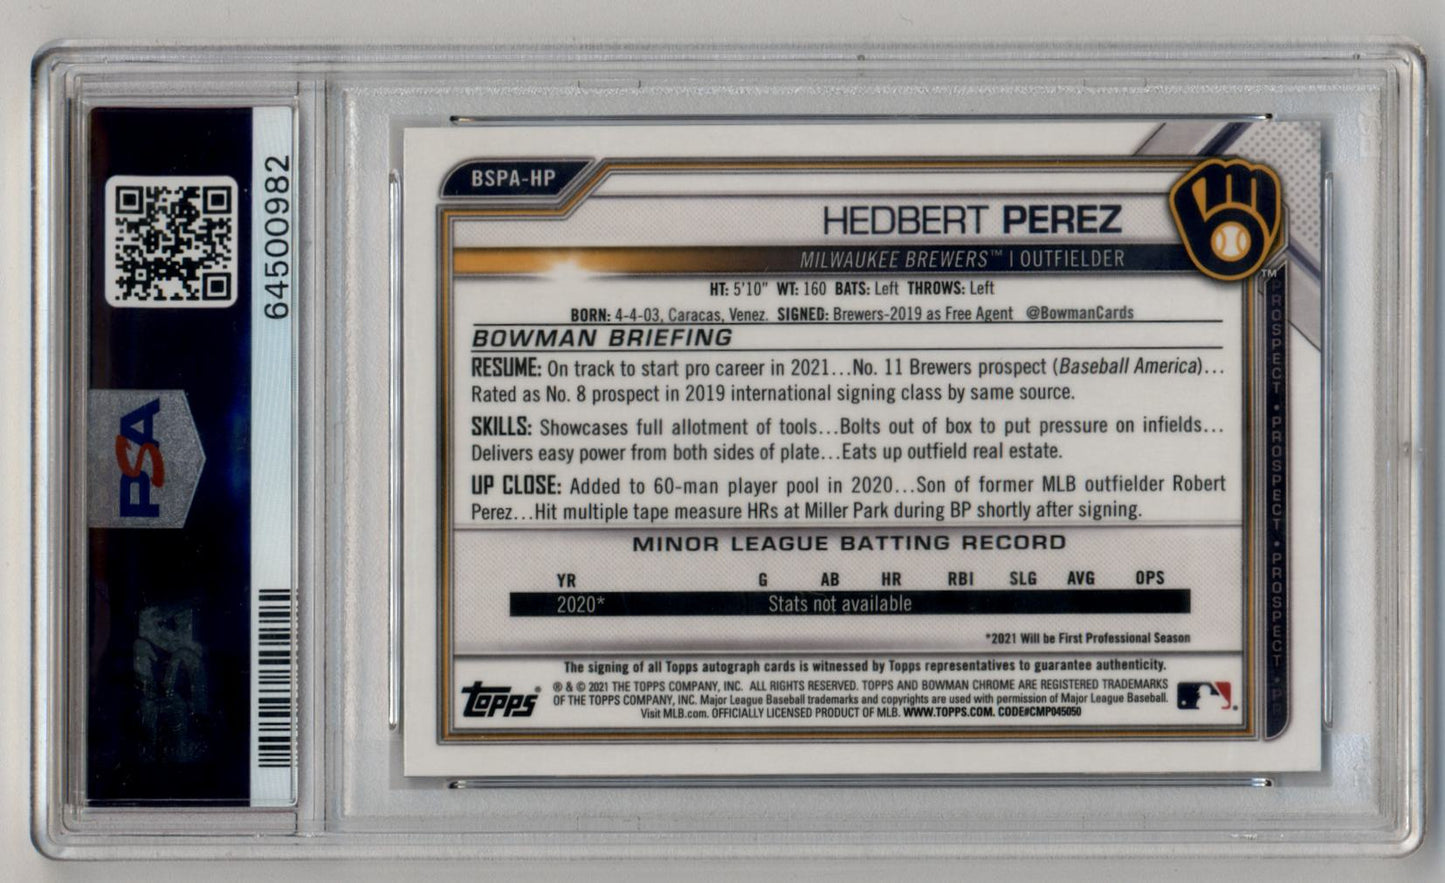 64500982
PSA
BSPA-HP
HEDBERT PEREZ
MILWAUKEE BREWERS™ | OUTFIELDER
HT: 5'10" WT: 160 BATS: Left THROWS: Left
BORN: 4-4-03, Caracas, Venez. SIGNED: Brewers-2019 as Free Agent @BowmanCards
BOWMAN BRIEFING
RESUME: On track to start pro career in 2021...No. 11 Brewers prospect (Baseball America)...
Rated as No. 8 prospect in 2019 international signing class by same source.
SKILLS: Showcases full allotment of tools...Bolts out of box to put pressure on infields...
Delivers easy power from both sides of plate...Eats up outfield real estate.
UP CLOSE: Added to 60-man player pool in 2020...Son of former MLB outfielder Robert
Perez...Hit multiple tape measure HRs at Miller Park during BP shortly after signing.
MINOR LEAGUE BATTING RECORD
YR G AB HR RBI SLG AVG OPS
2020* Stats not available
*2021 Will be First Professional Season
The signing of all Topps autograph cards is witnessed by Topps representatives to guarantee authenticity.
topps®
® & © 2021 THE TOPPS COMPANY, INC. ALL RIGHTS RESERVED. TOPPS AND BOWMAN CHROME ARE REGISTERED TRADEMARKS
OF THE TOPPS COMPANY, INC. Major League Baseball trademarks and copyrights are used with permission of Major League Baseball.
Visit MLB.com. OFFICIALLY LICENSED PRODUCT OF MLB. WWW.TOPPS.COM. CODE#CMP045050
TM
PROSPECT • PROSPECT • PROSPECT • PR